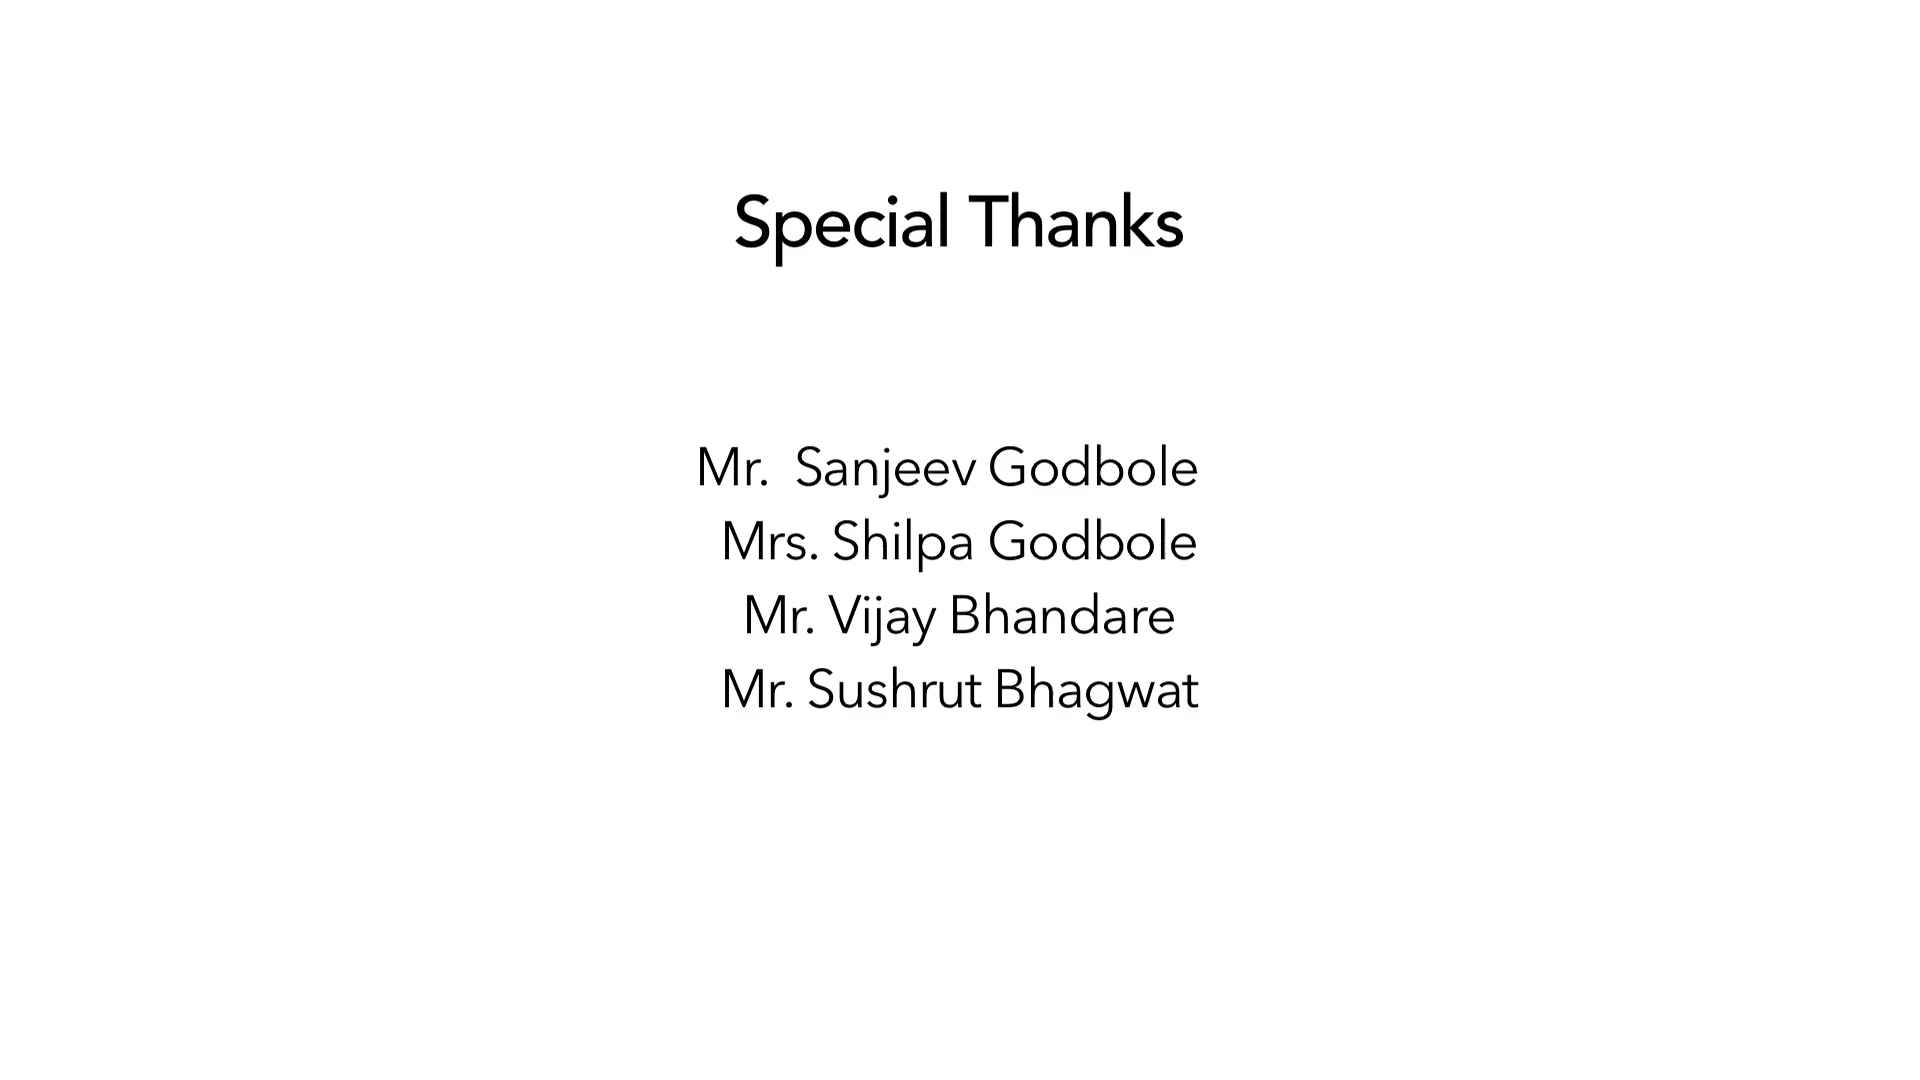 Special Thanks
Mr.  Sanjeev Godbole
Mrs. Shilpa Godbole
Mr. Vijay Bhandare
Mr. Sushrut Bhagwat